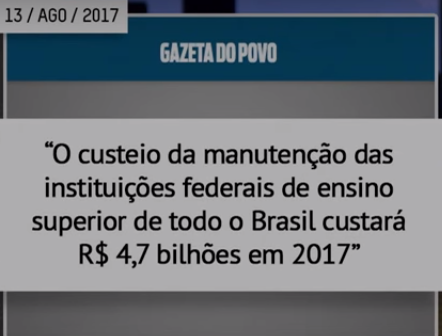 13 / AGO / 2017
GAZETA DO POVO
“O custeio da manutenção das
instituições federais de ensino
superior de todo o Brasil custará
R$ 4,7 bilhões em 2017”